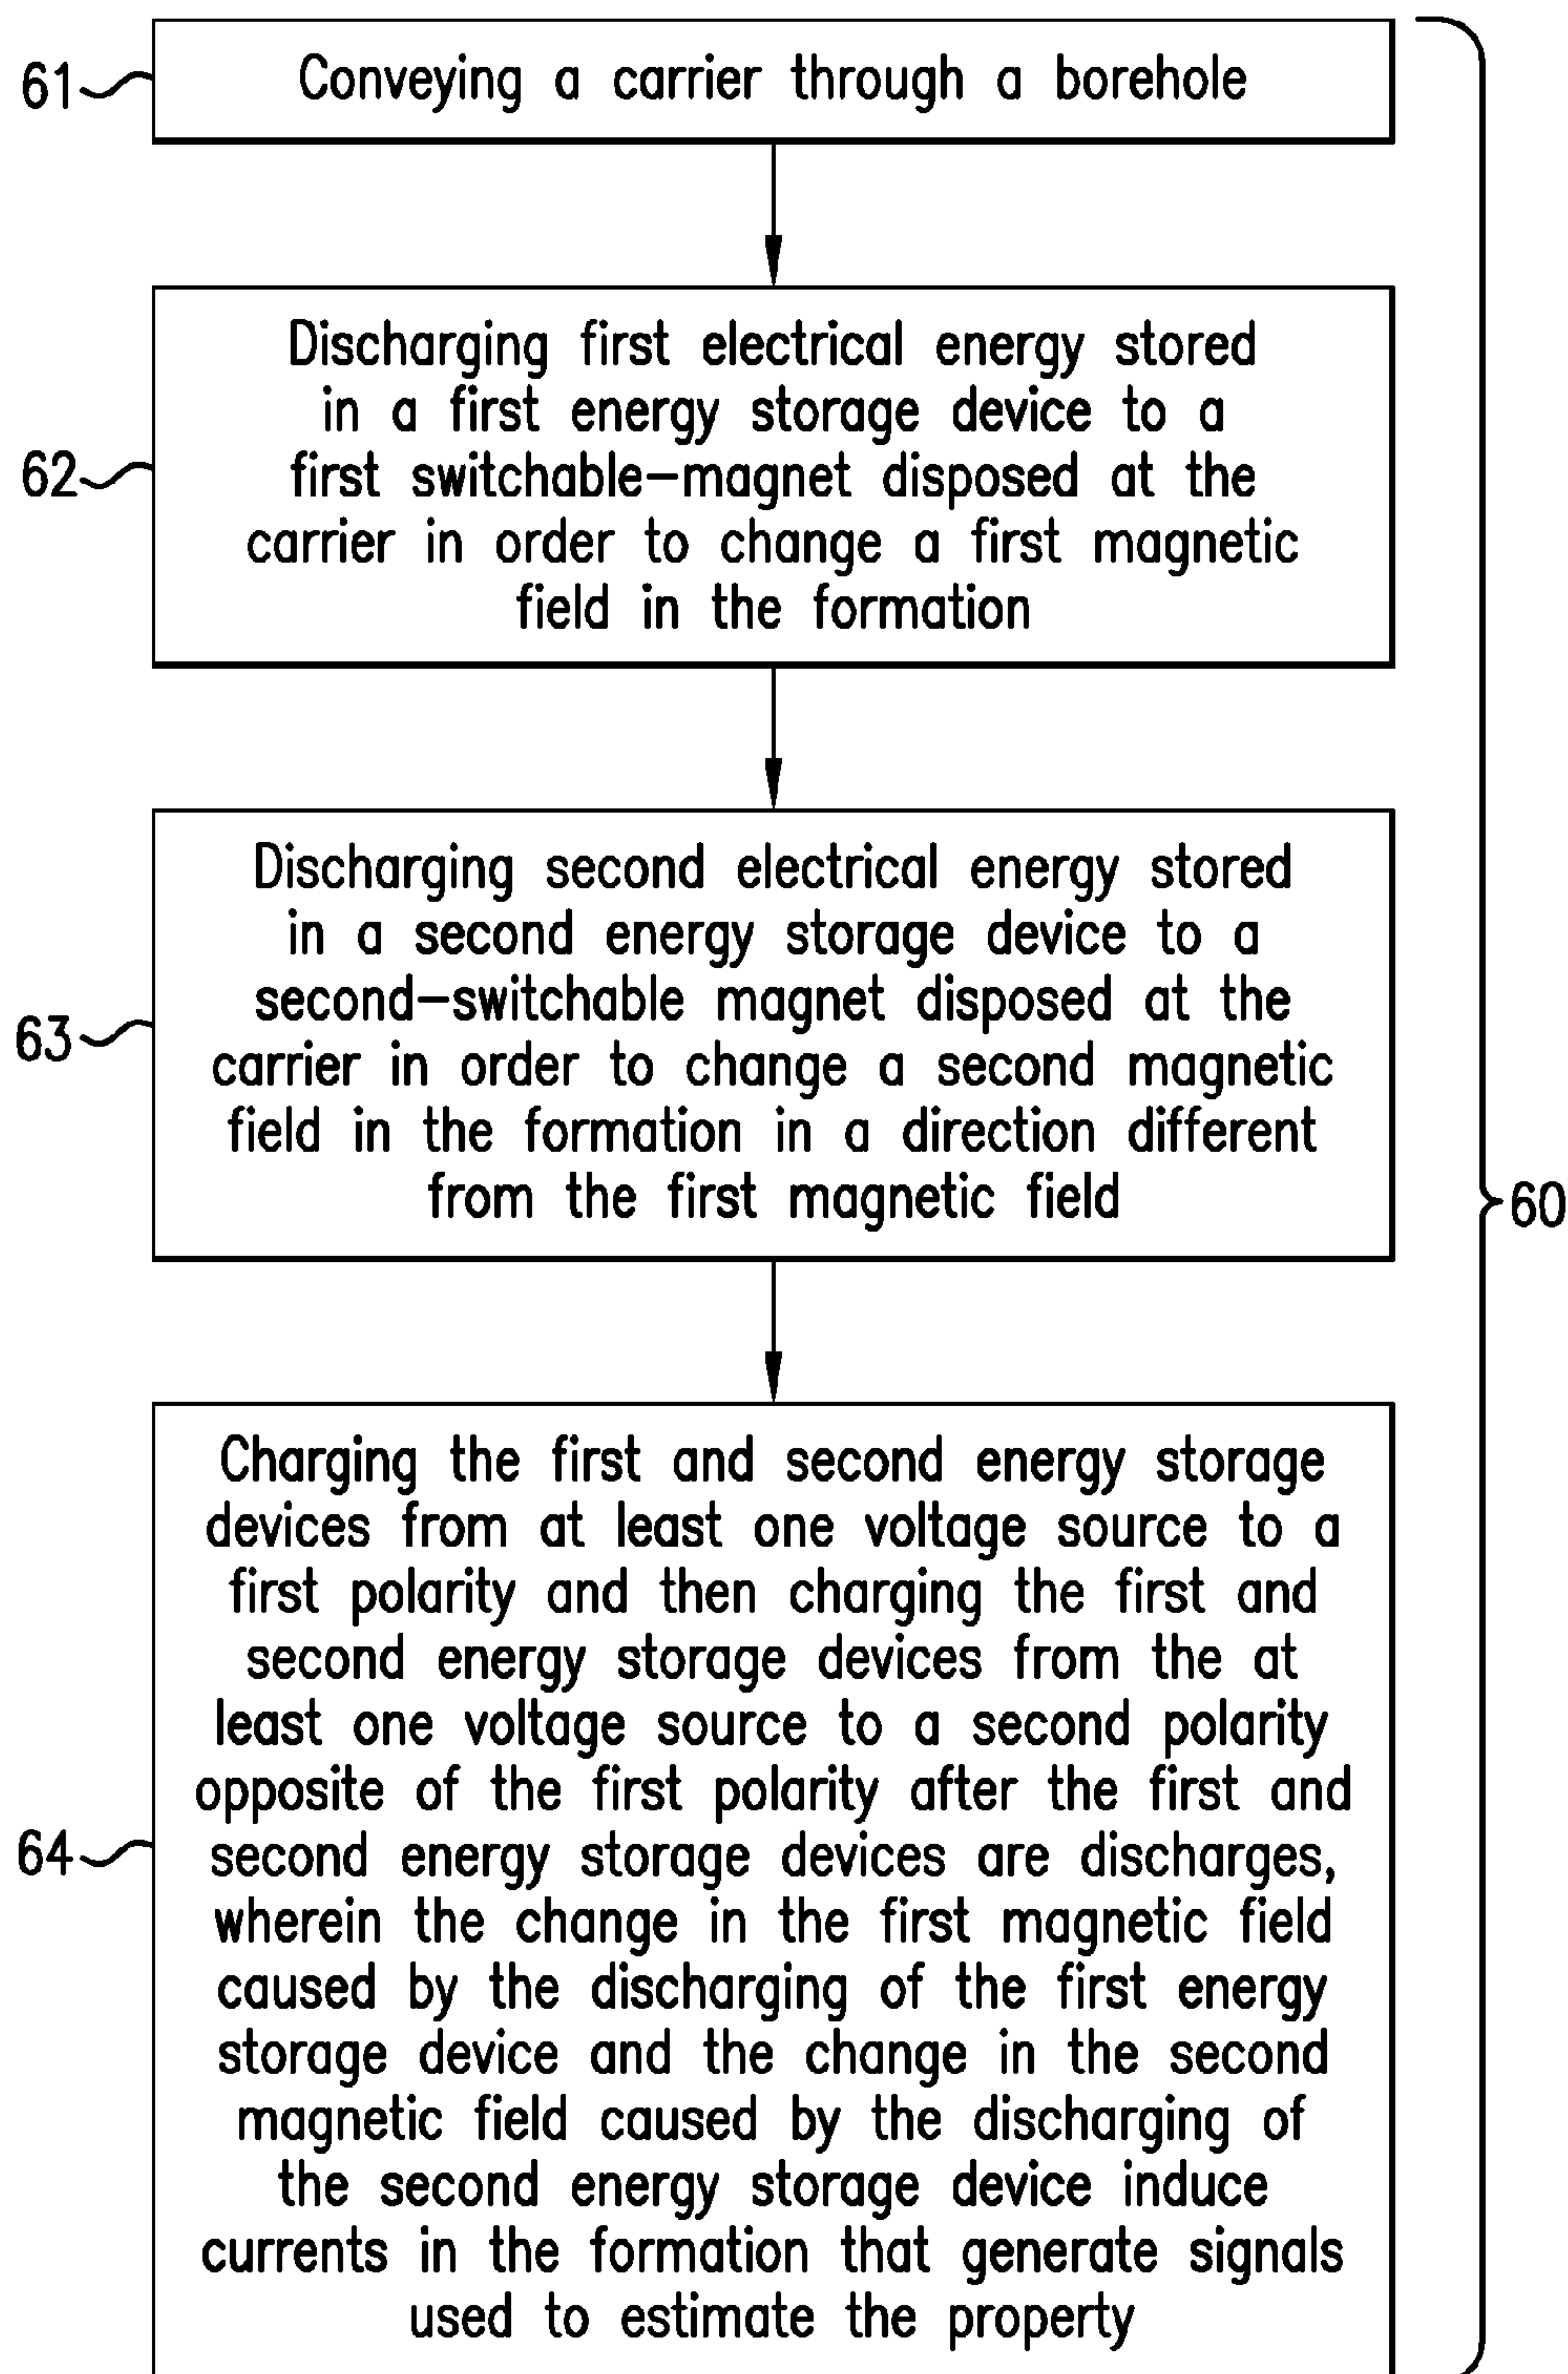 61
Conveying a carrier through a borehole
62
Discharging first electrical energy stored
in a first energy storage device to a
first switchable-magnet disposed at the
carrier in order to change a first magnetic
field in the formation
63
Discharging second electrical energy stored
in a second energy storage device to a
second-switchable magnet disposed at the
carrier in order to change a second magnetic
field in the formation in a direction different
from the first magnetic field
60
64
Charging the first and second energy storage
devices from at least one voltage source to a
first polarity and then charging the first and
second energy storage devices from the at
least one voltage source to a second polarity
opposite of the first polarity after the first and
second energy storage devices are discharges,
wherein the change in the first magnetic field
caused by the discharging of the first energy
storage device and the change in the second
magnetic field caused by the discharging of
the second energy storage device induce
currents in the formation that generate signals
used to estimate the property